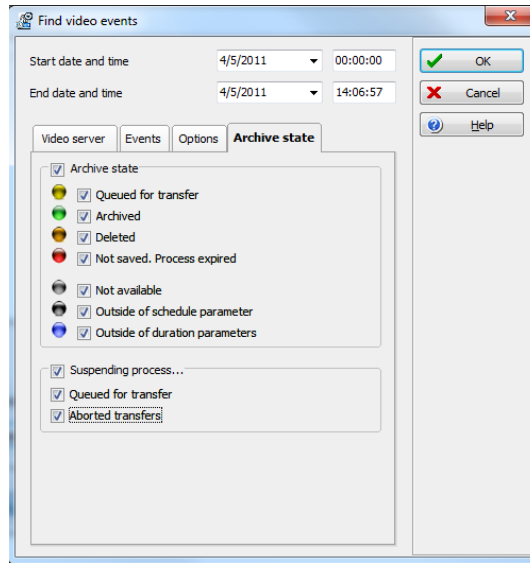 Find video events
Start date and time 4/5/2011 00:00:00
OK
End date and time 4/5/2011 14:06:57
Cancel
Help
Video server Events Options Archive state
Archive state
Queued for transfer
Archived
Deleted
Not saved. Process expired
Not available
Outside of schedule parameter
Outside of duration parameters
Suspending process...
Queued for transfer
Aborted transfers